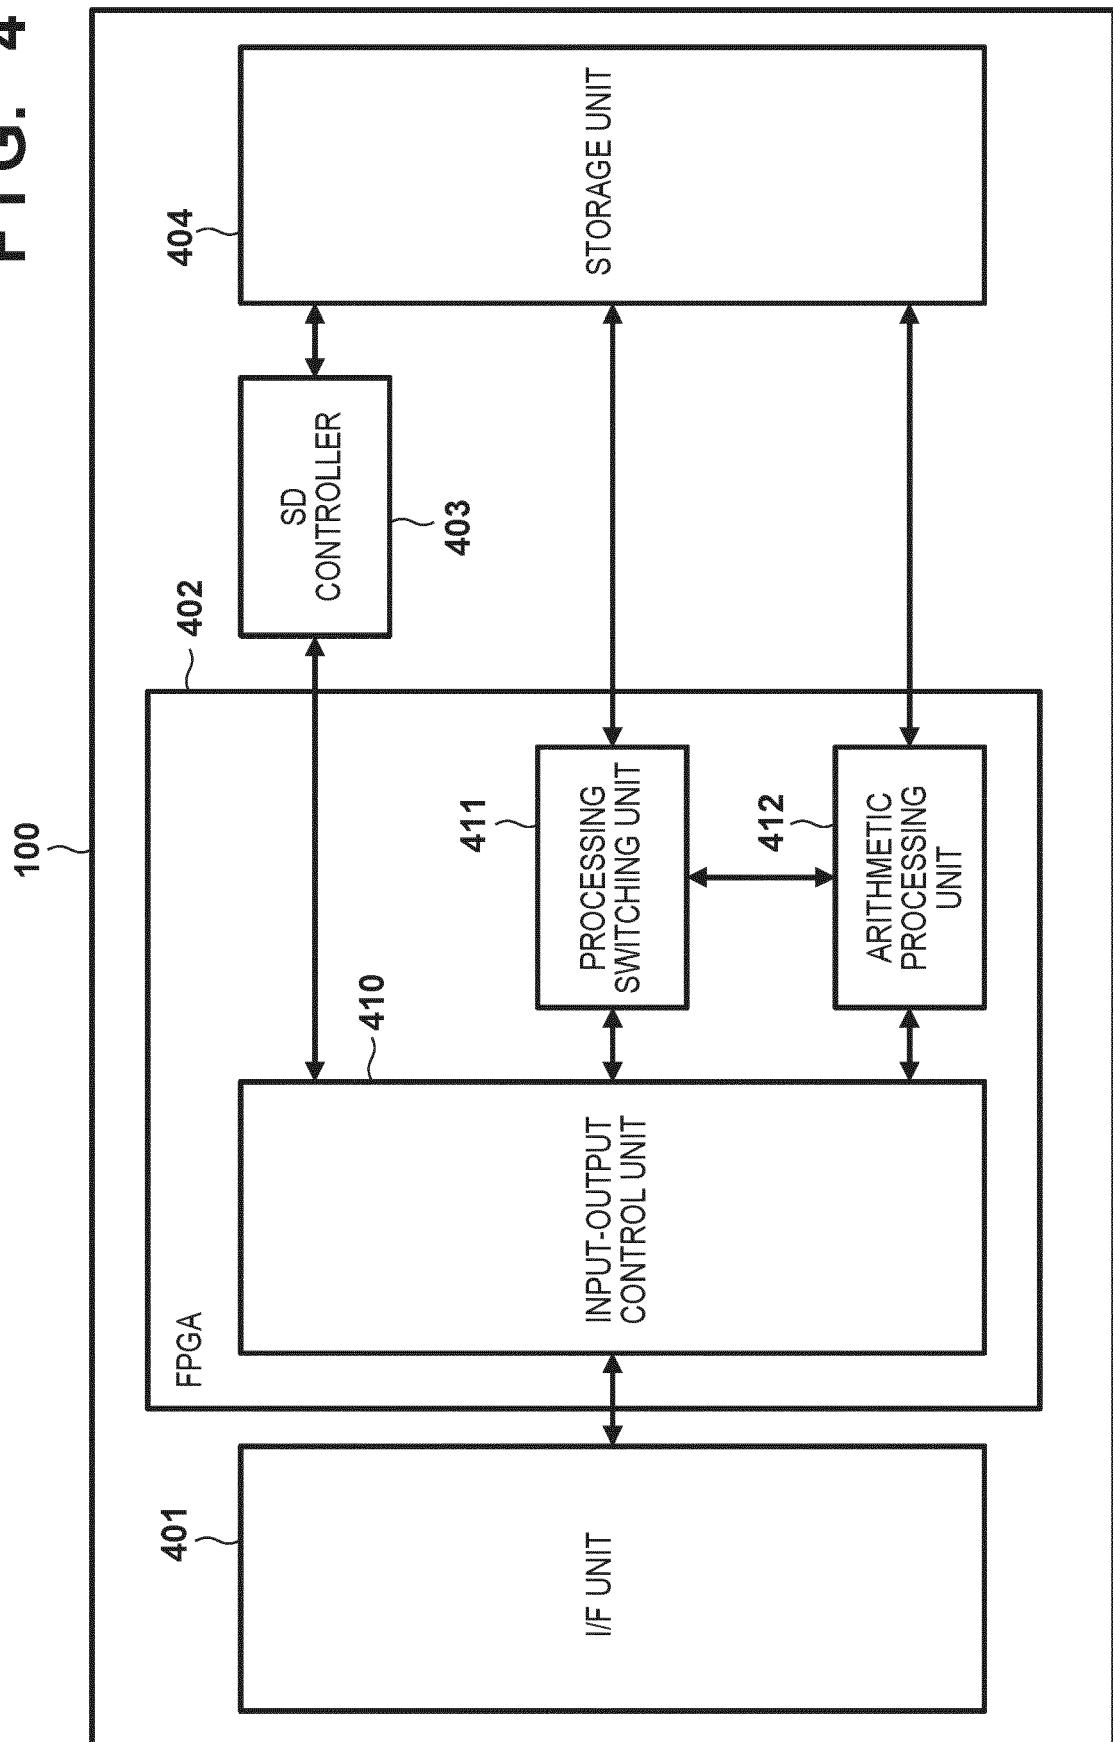 FIG. 4
100
401
I/F UNIT
402
FPGA
410
INPUT-OUTPUT
CONTROL UNIT
411
PROCESSING
SWITCHING UNIT
412
ARITHMETIC
PROCESSING
UNIT
403
SD
CONTROLLER
404
STORAGE UNIT